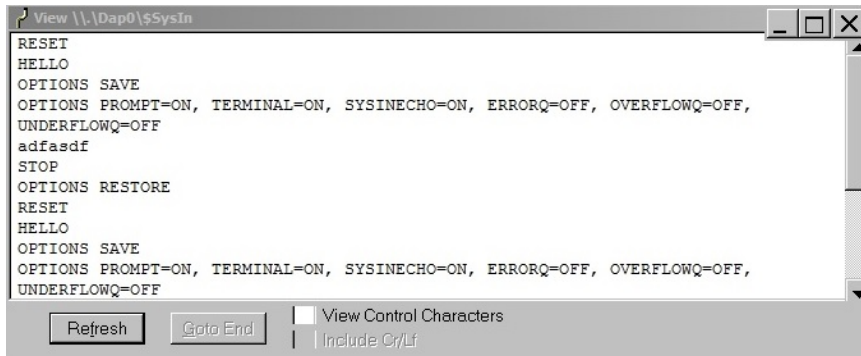 View \\.\Dap0\$SysIn
RESET
HELLO
OPTIONS SAVE
OPTIONS PROMPT=ON, TERMINAL=ON, SYSINECHO=ON, ERRORQ=OFF, OVERFLOWQ=OFF,
UNDERFLOWQ=OFF
adfasdf
STOP
OPTIONS RESTORE
RESET
HELLO
OPTIONS SAVE
OPTIONS PROMPT=ON, TERMINAL=ON, SYSINECHO=ON, ERRORQ=OFF, OVERFLOWQ=OFF,
UNDERFLOWQ=OFF
Refresh
Goto End
View Control Characters
Include Cr/Lf